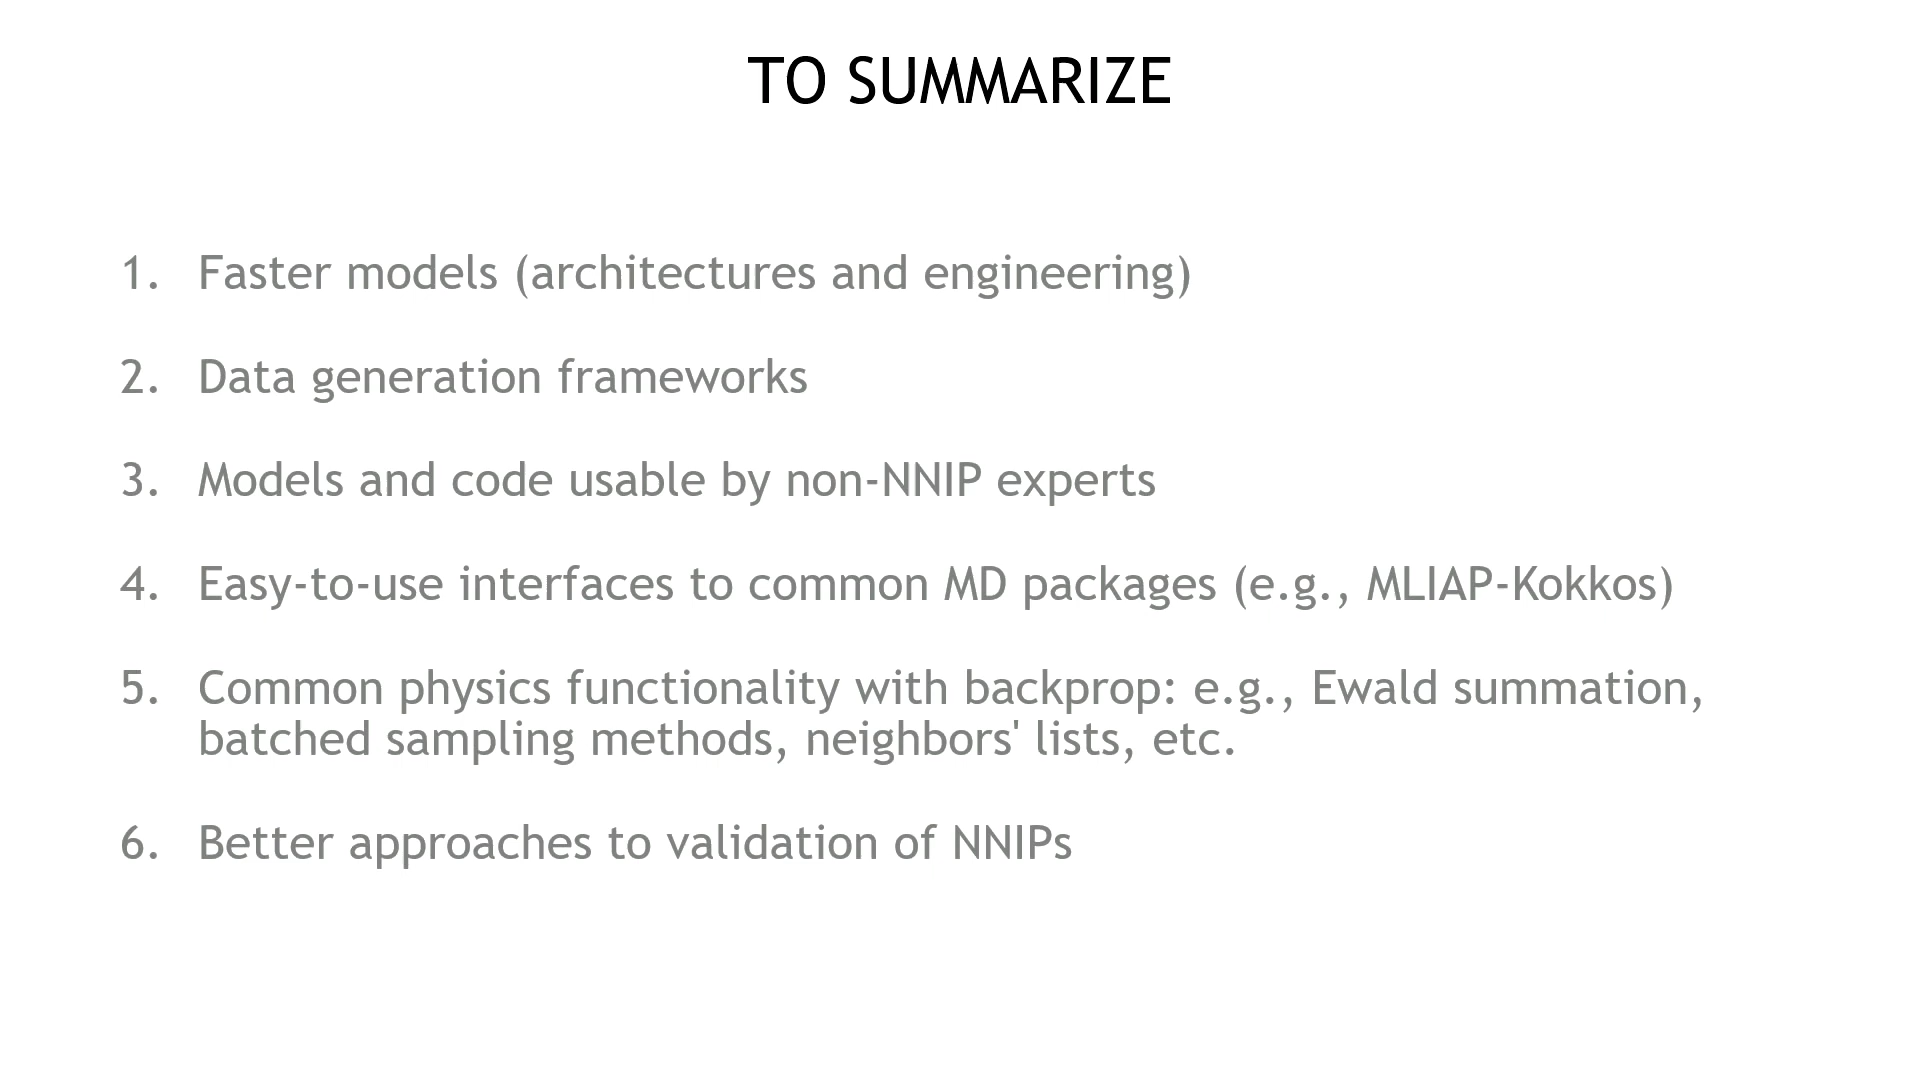 TO SUMMARIZE
1. Faster models (architectures and engineering)
2. Data generation frameworks
3. Models and code usable by non-NNIP experts
4. Easy-to-use interfaces to common MD packages (e.g., MLIAP-Kokkos)
5. Common physics functionality with backprop: e.g., Ewald summation,
batched sampling methods, neighbors' lists, etc.
6. Better approaches to validation of NNIPs